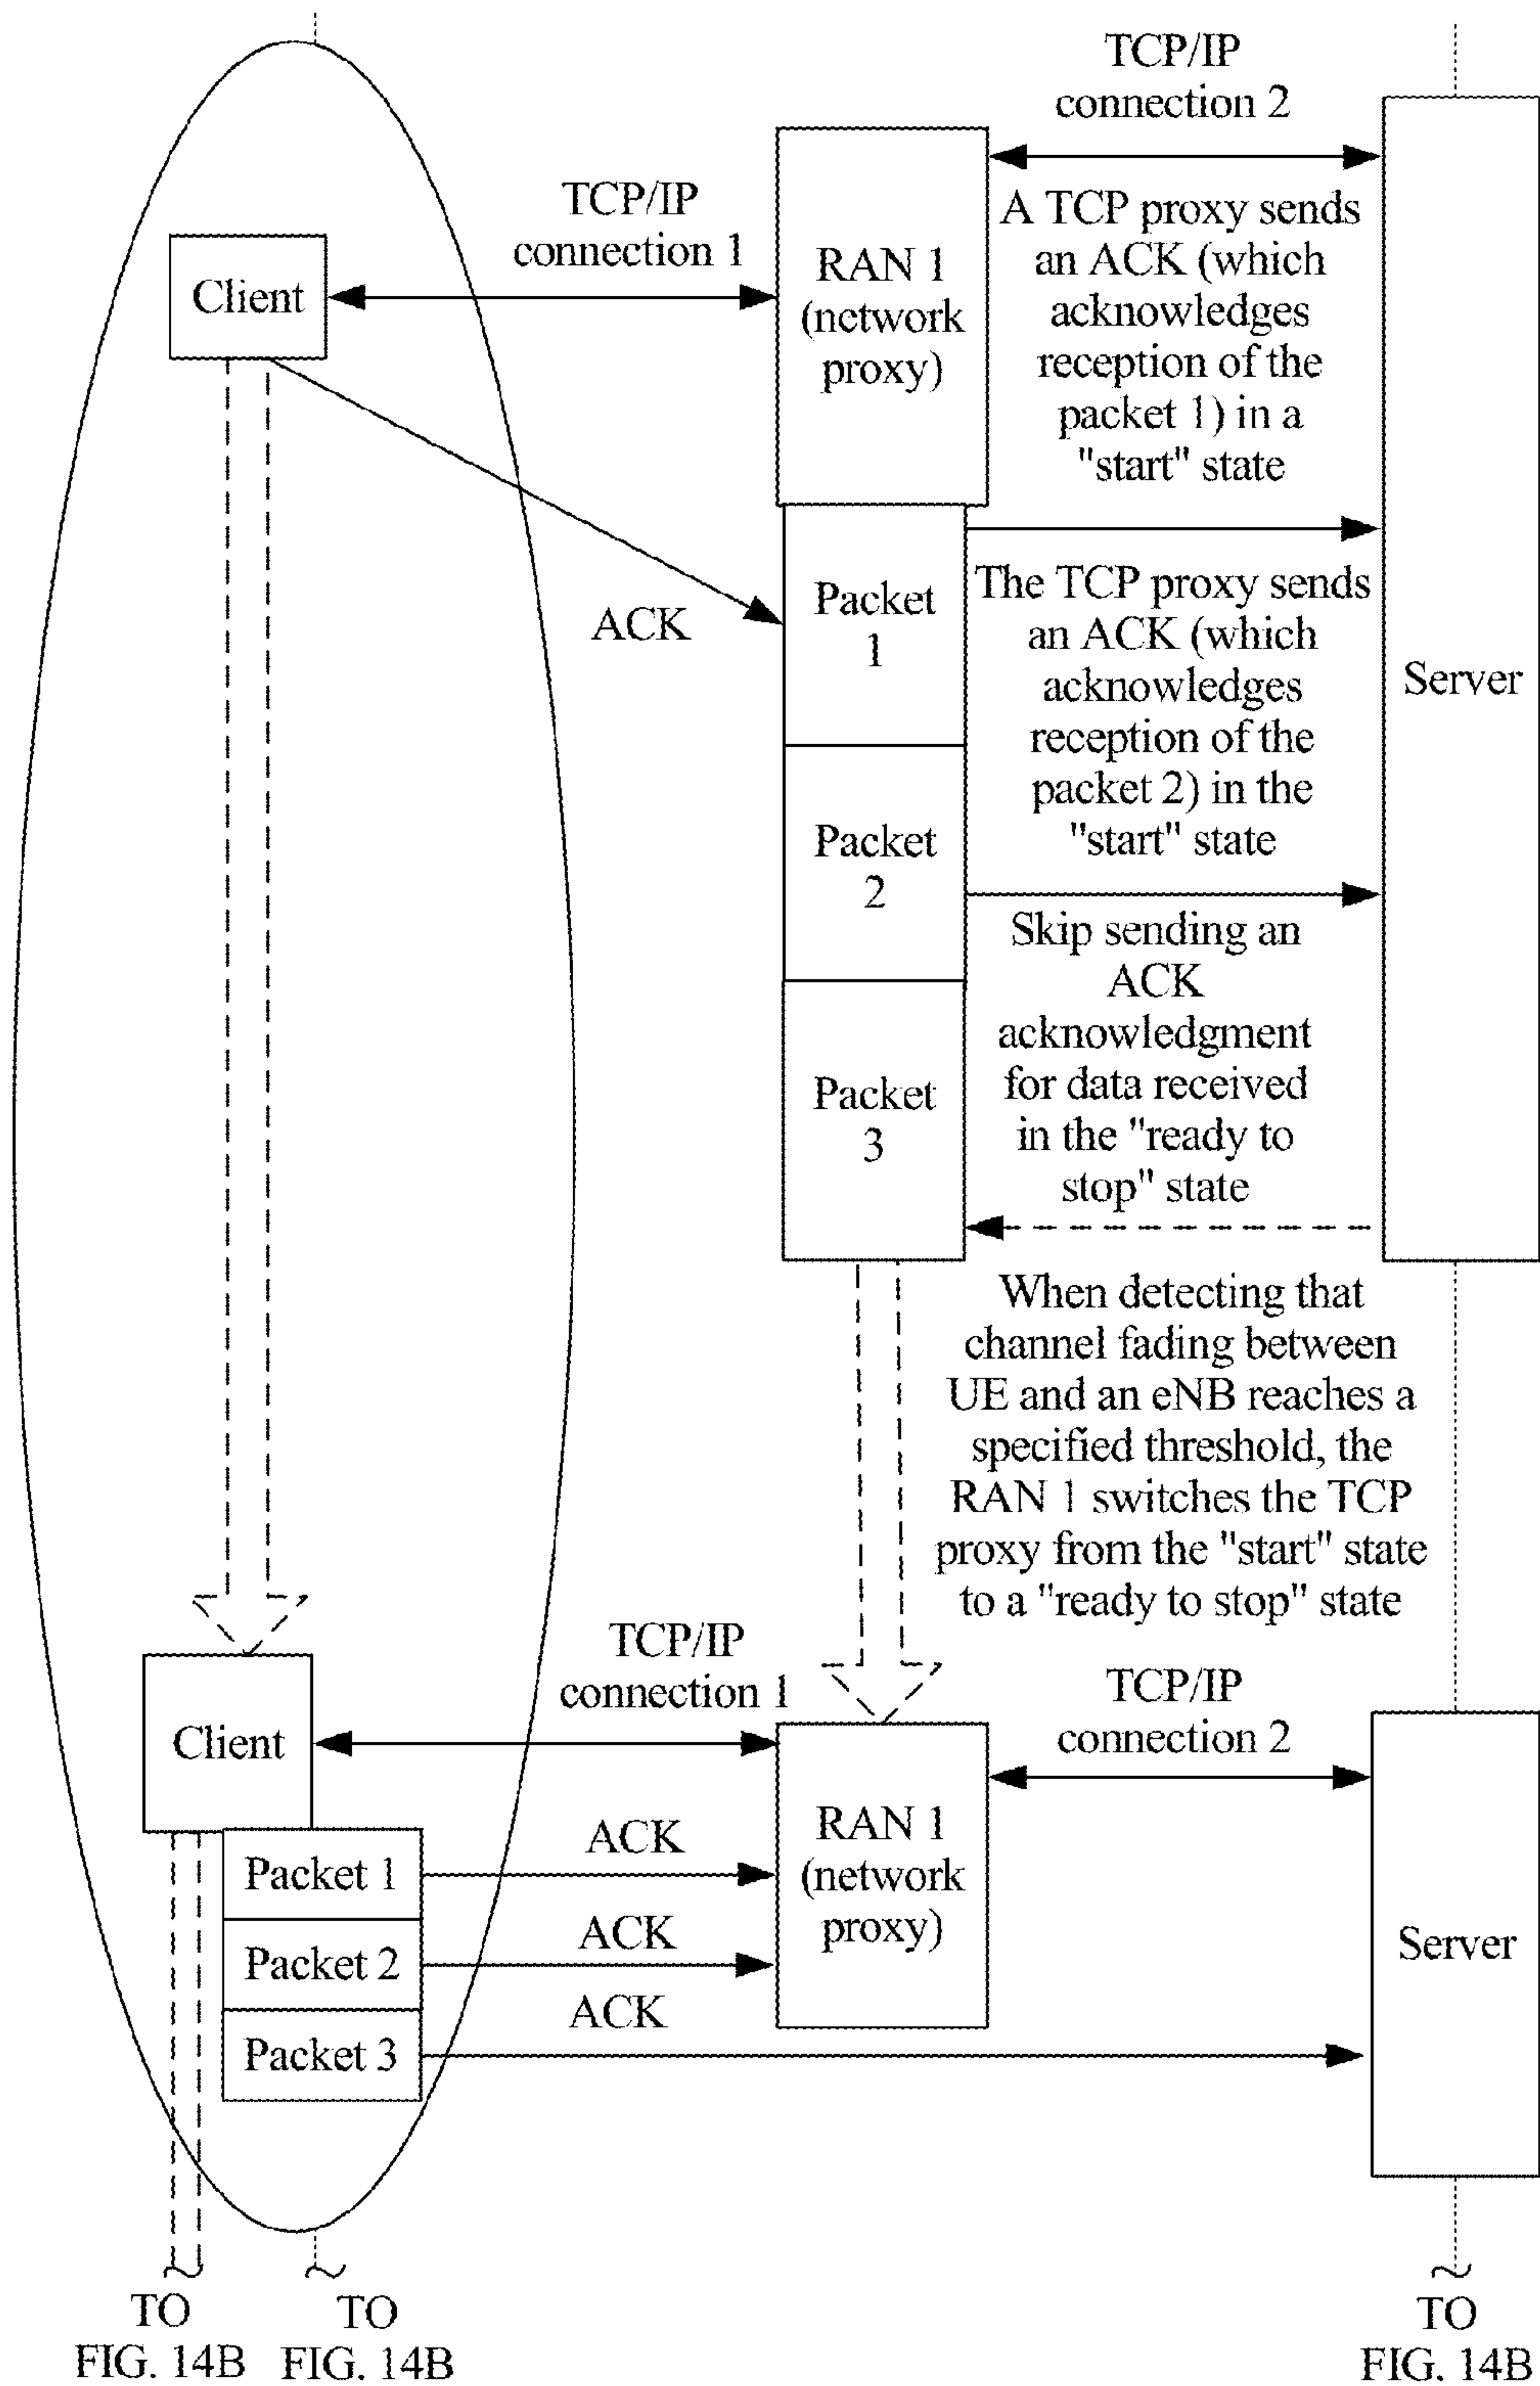 TCP/IP
connection 2
TCP/IP
connection 1
Client
RAN 1
(network
proxy)
A TCP proxy sends
an ACK (which
acknowledges
reception of the
packet 1) in a
"start" state
ACK
Packet
1
The TCP proxy sends
an ACK (which
acknowledges
reception of the
packet 2) in the
"start" state
Server
Packet
2
Skip sending an
ACK
acknowledgment
for data received
in the "ready to
stop" state
Packet
3
When detecting that
channel fading between
UE and an eNB reaches a
specified threshold, the
RAN 1 switches the TCP
proxy from the "start" state
to a "ready to stop" state
TCP/IP
connection 1
TCP/IP
connection 2
Client
RAN 1
(network
proxy)
Server
Packet 1
ACK
Packet 2
ACK
Packet 3
ACK
TO
FIG. 14B
TO
FIG. 14B
TO
FIG. 14B